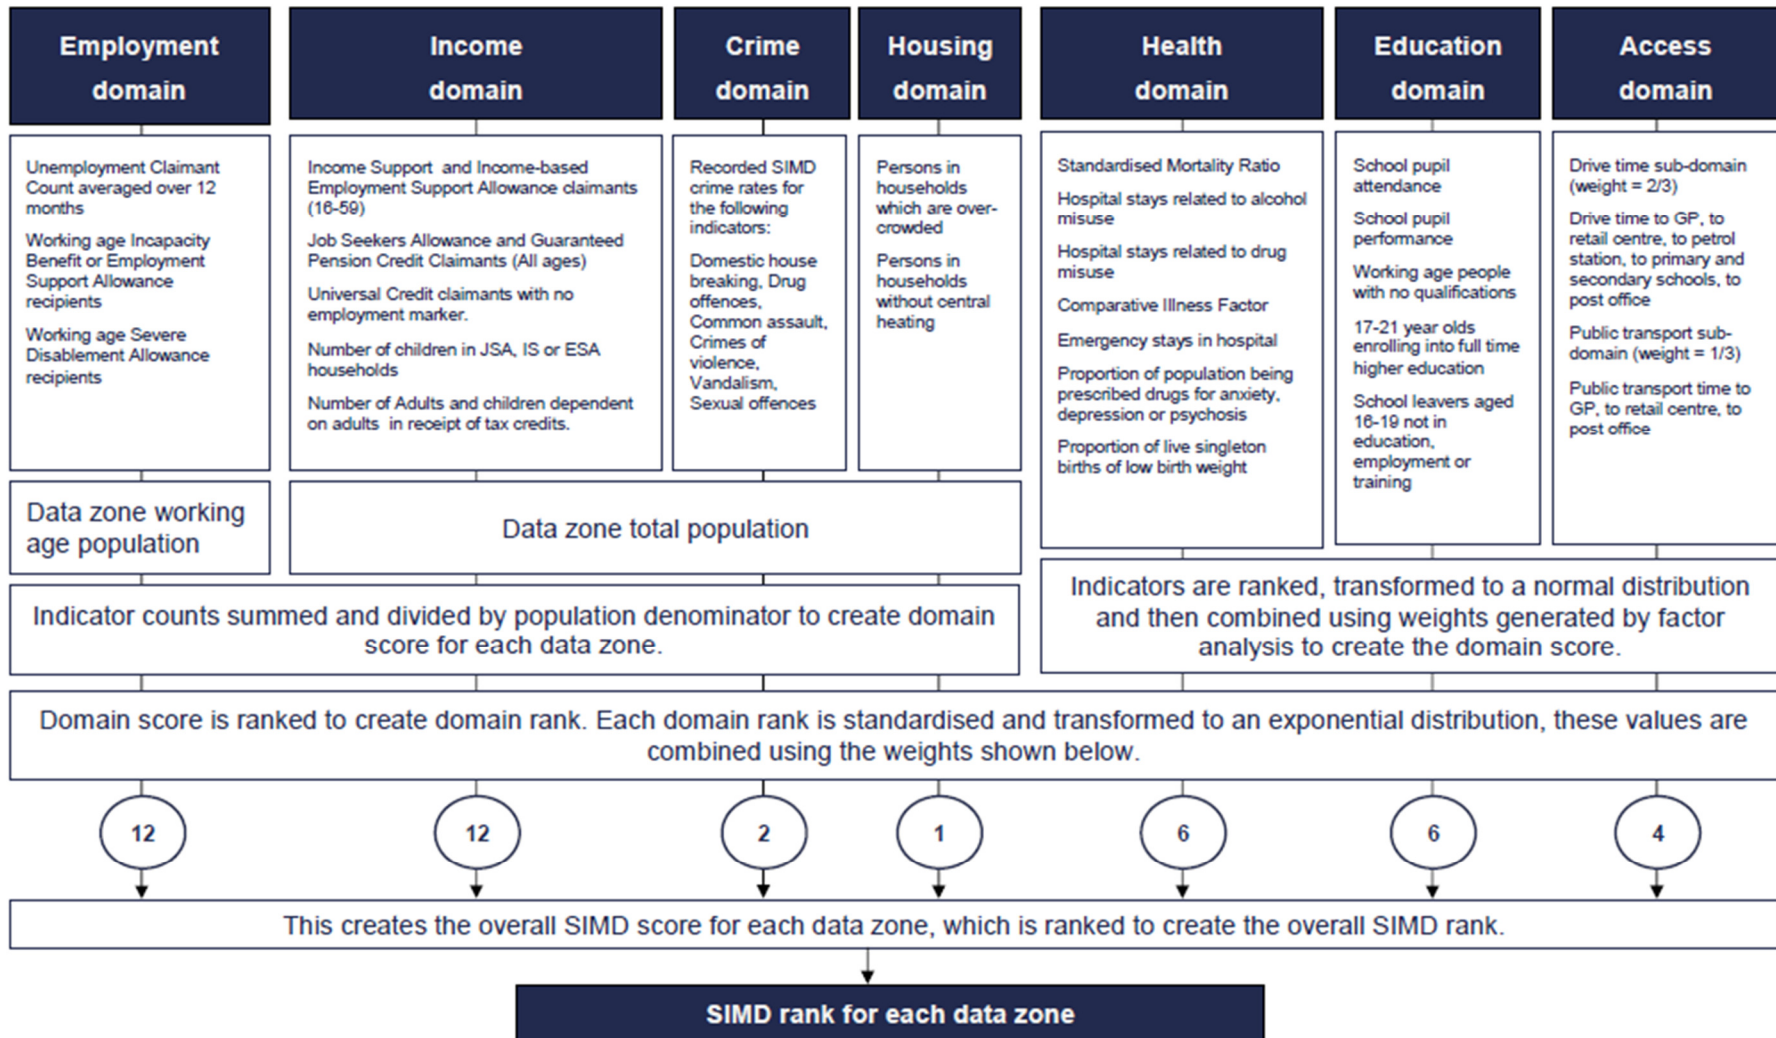 Employment
domain
Income
domain
Crime
domain
Housing
domain
Health
domain
Education
domain
Access
domain
Unemployment Claimant
Count averaged over 12
months
Working age Incapacity
Benefit or Employment
Support Allowance
recipients
Working age Severe
Disablement Allowance
recipients
Income Support and Income-based
Employment Support Allowance claimants
(16-59)
Job Seekers Allowance and Guaranteed
Pension Credit Claimants (All ages)
Universal Credit claimants with no
employment marker.
Number of children in JSA, IS or ESA
households
Number of Adults and children dependent
on adults in receipt of tax credits.
Recorded SIMD
crime rates for
the following
indicators:
Domestic house
breaking, Drug
offences,
Common assault,
Crimes of
violence,
Vandalism,
Sexual offences
Persons in
households
which are over-
crowded
Persons in
households
without central
heating
Standardised Mortality Ratio
Hospital stays related to alcohol
misuse
Hospital stays related to drug
misuse
Comparative Illness Factor
Emergency stays in hospital
Proportion of population being
prescribed drugs for anxiety,
depression or psychosis
Proportion of live singleton
births of low birth weight
School pupil
attendance
School pupil
performance
Working age people
with no qualifications
17-21 year olds
enrolling into full time
higher education
School leavers aged
16-19 not in
education,
employment or
training
Drive time sub-domain
(weight = 2/3)
Drive time to GP, to
retail centre, to petrol
station, to primary and
secondary schools, to
post office
Public transport sub-
domain (weight = 1/3)
Public transport time to
GP, to retail centre, to
post office
Data zone working
age population
Data zone total population
Indicator counts summed and divided by population denominator to create domain
score for each data zone.
Indicators are ranked, transformed to a normal distribution
and then combined using weights generated by factor
analysis to create the domain score.
Domain score is ranked to create domain rank. Each domain rank is standardised and transformed to an exponential distribution, these values are
combined using the weights shown below.
12
12
2
1
6
6
4
This creates the overall SIMD score for each data zone, which is ranked to create the overall SIMD rank.
SIMD rank for each data zone